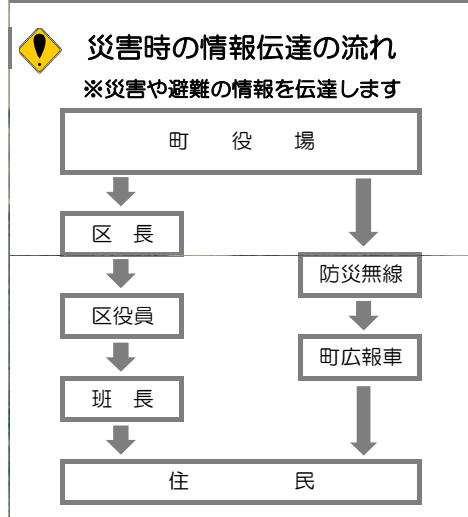 災害時の情報伝達の流れ
※災害や避難の情報を伝達します
町 役 場
区 長
防災無線
区役員
町広報車
班 長
住 民